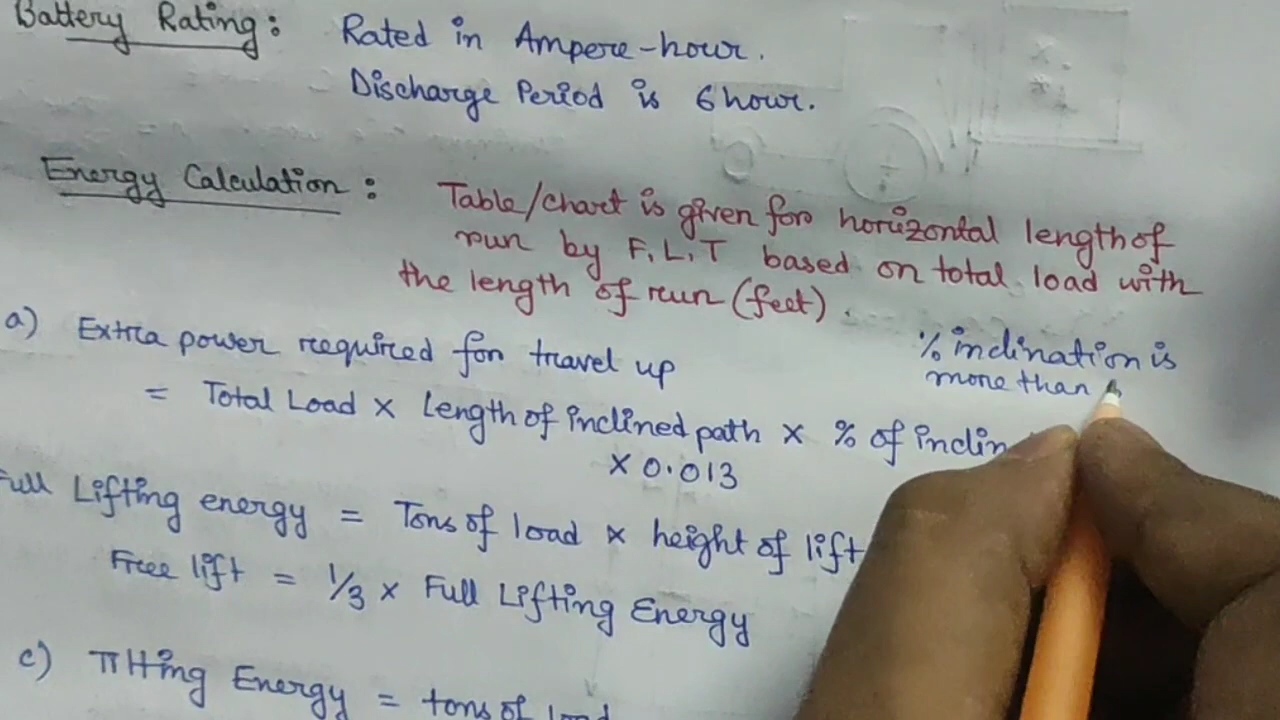 Battery Rating: Rated in Ampere-hour.
Discharge Period is 6 hour.
Energy Calculation: Table/chart is given for horizontal length of
run by F.L.T based on total load with
the length of run (feet).
a) Extra power required for travel up
% inclination is
more than
= Total Load × Length of inclined path × % of inclin
× 0.013
Full Lifting energy = Tons of load × height of lift
Free lift = 1/3 × Full Lifting Energy
c) Tilting Energy = tons of load